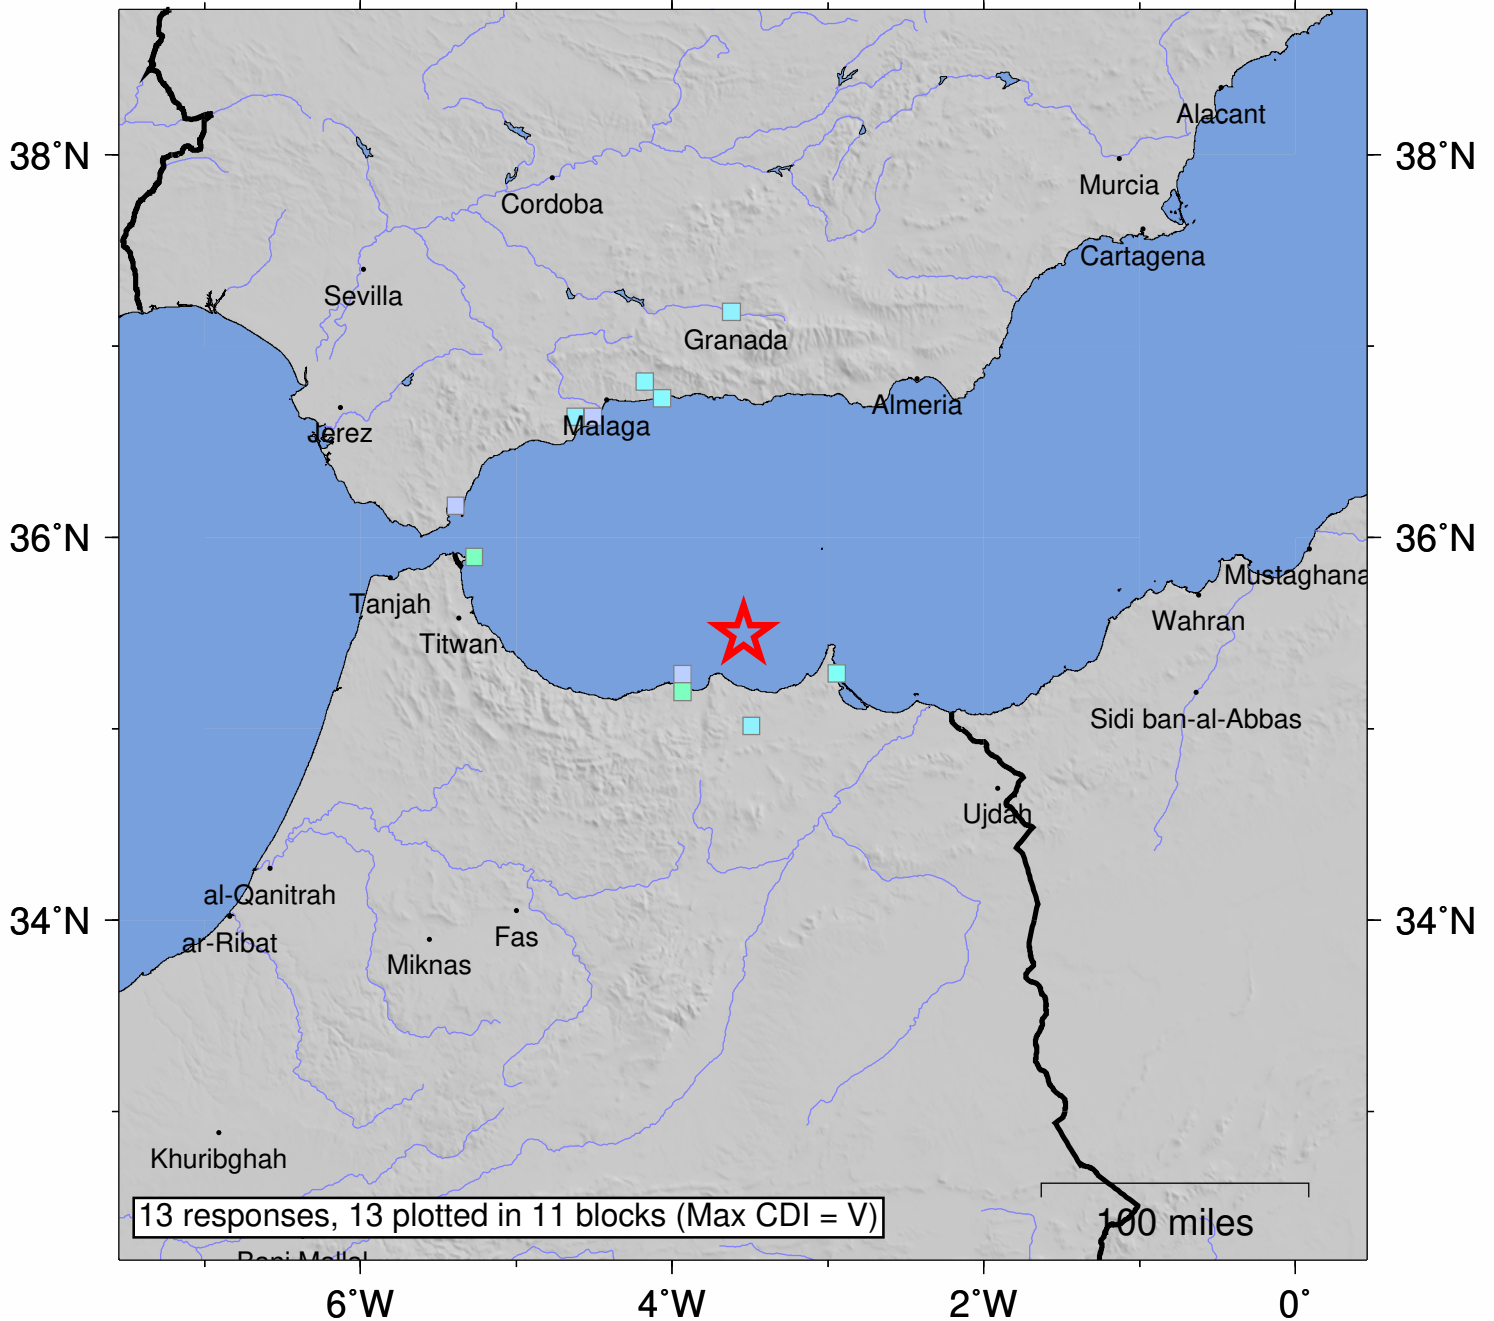 Alacant
38°N
38°N
Murcia
Cordoba
Cartagena
Sevilla
Granada
Almeria
Jerez
Malaga
36°N
36°N
Mustaghana
Tanjah
Wahran
Titwan
Sidi ban-al-Abbas
Ujdah
al-Qanitrah
34°N
34°N
Fas
ar-Ribat
Miknas
Khuribghah
13 responses, 13 plotted in 11 blocks (Max CDI = V)
100 miles
Beni Mellal
6°W
4°W
2°W
0°